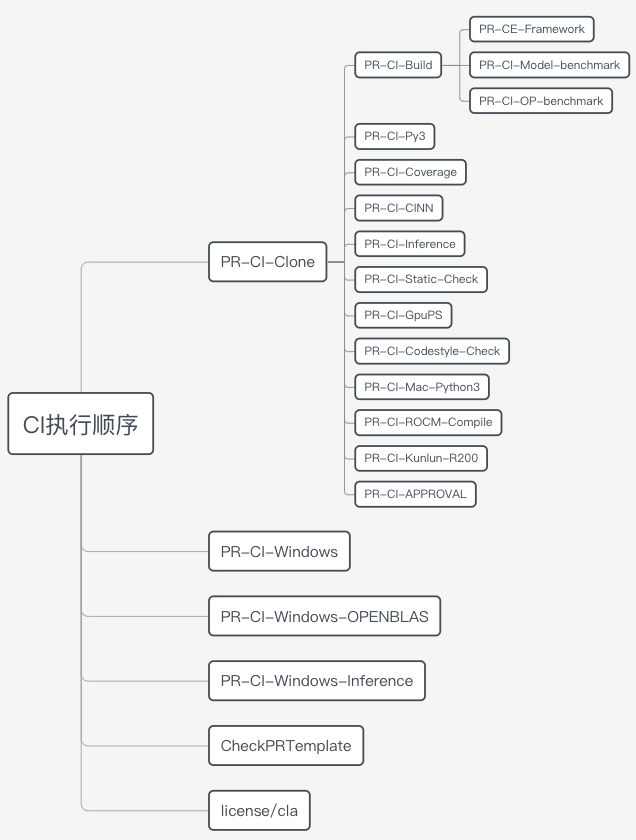 CI执行顺序
PR-CI-Clone
PR-CI-Build
PR-CE-Framework
PR-CI-Model-benchmark
PR-CI-OP-benchmark
PR-CI-Py3
PR-CI-Coverage
PR-CI-CINN
PR-CI-Inference
PR-CI-Static-Check
PR-CI-GpuPS
PR-CI-Codestyle-Check
PR-CI-Mac-Python3
PR-CI-ROCM-Compile
PR-CI-Kunlun-R200
PR-CI-APPROVAL
PR-CI-Windows
PR-CI-Windows-OPENBLAS
PR-CI-Windows-Inference
CheckPRTemplate
license/cla